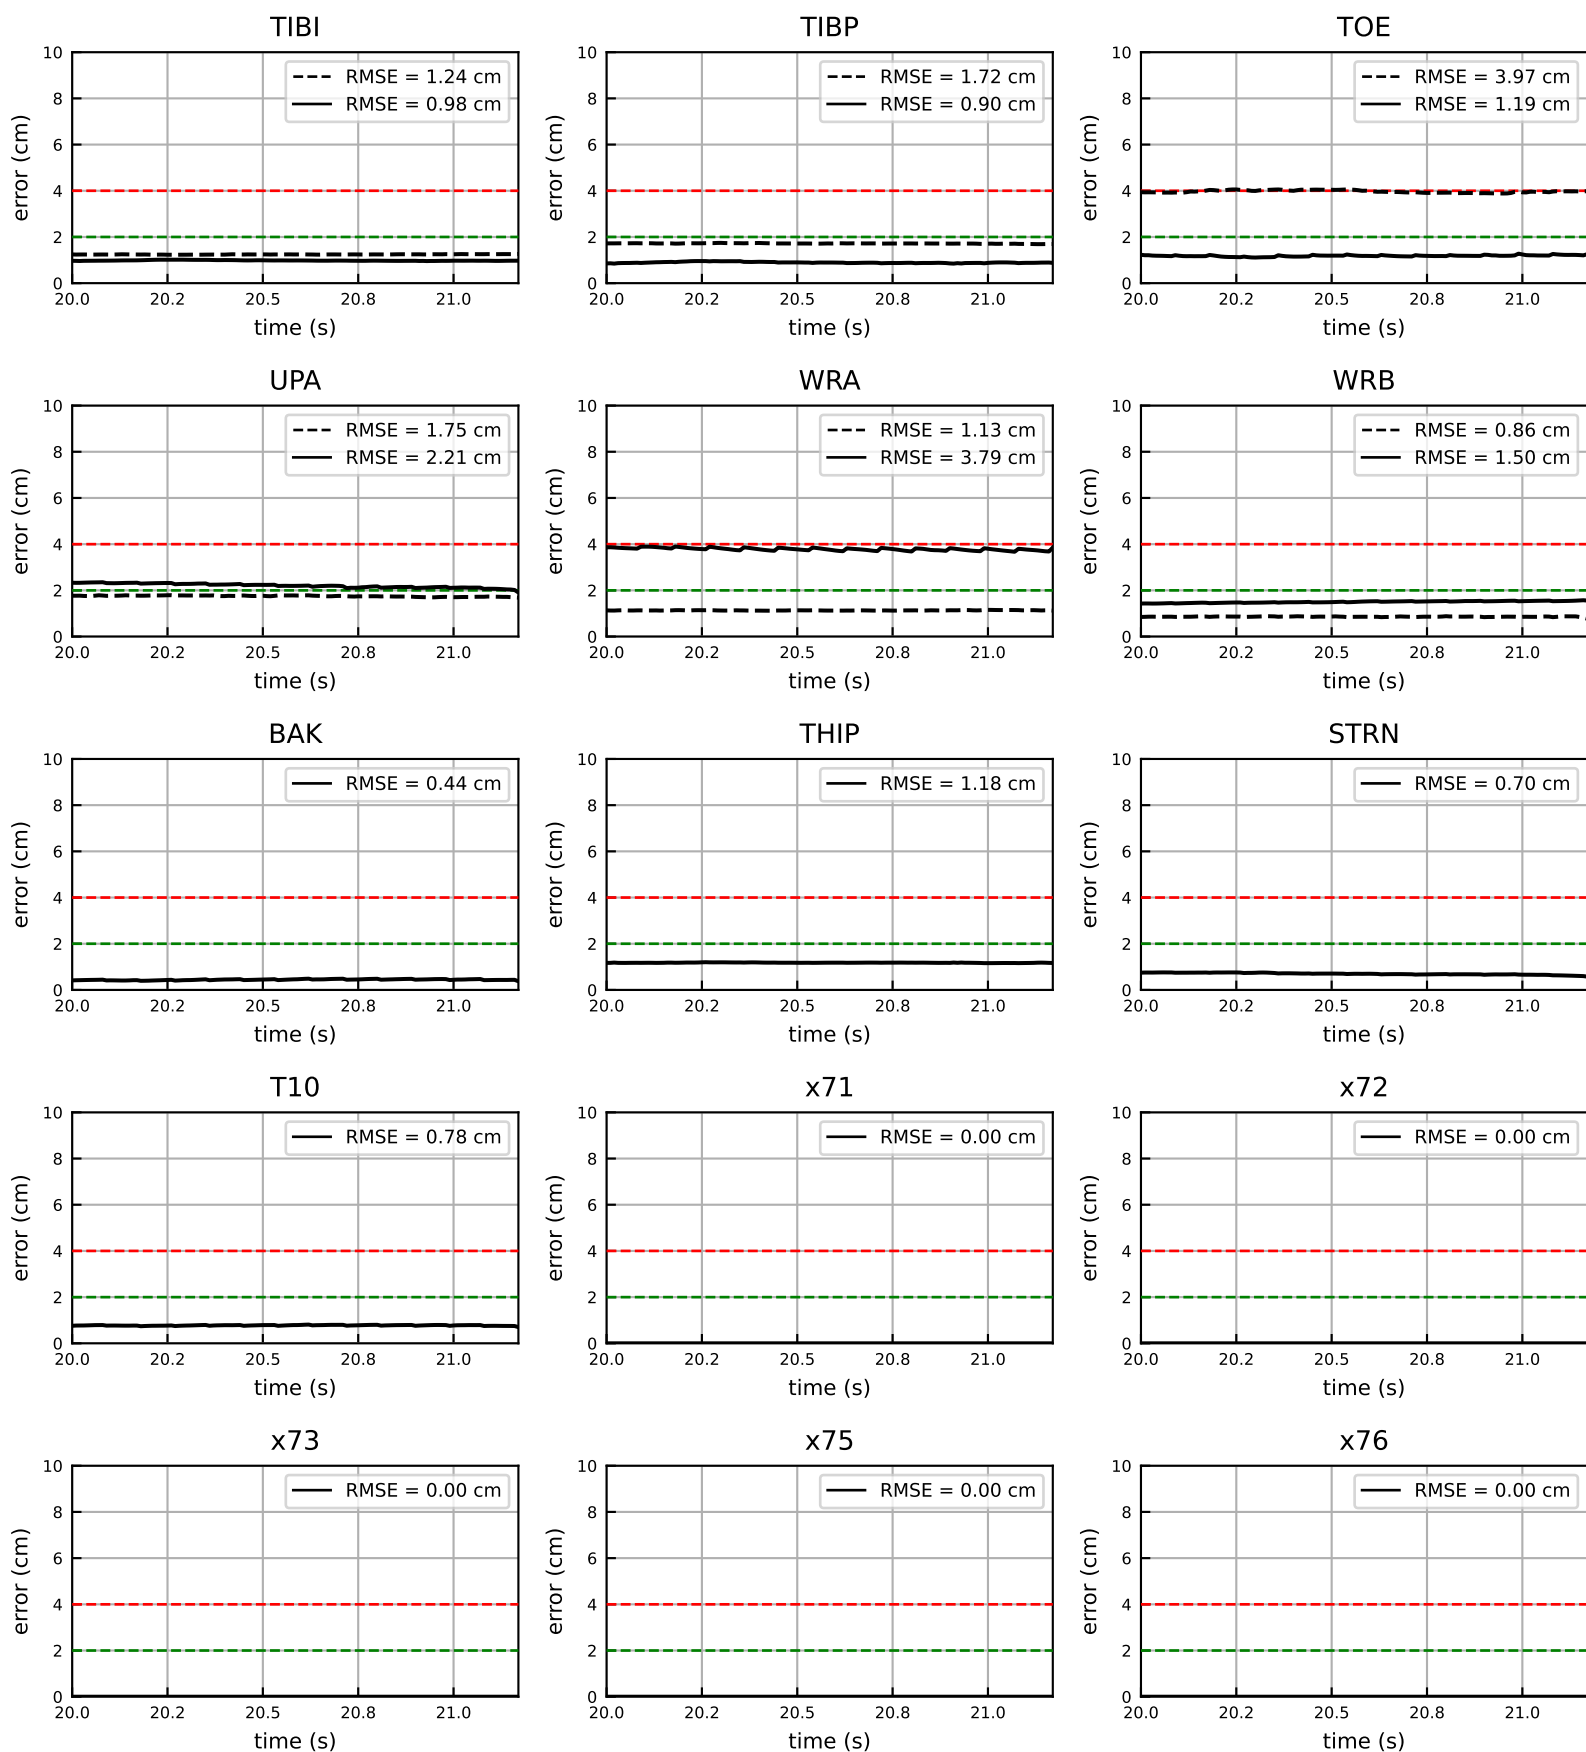 TIBI
TIBP
TOE
10
8
6
4
2
0
error (cm)
RMSE = 1.24 cm
RMSE = 0.98 cm
20.0 20.2 20.5 20.8 21.0
time (s)
10
8
6
4
2
0
error (cm)
RMSE = 1.72 cm
RMSE = 0.90 cm
20.0 20.2 20.5 20.8 21.0
time (s)
10
8
6
4
2
0
error (cm)
RMSE = 3.97 cm
RMSE = 1.19 cm
20.0 20.2 20.5 20.8 21.0
time (s)
UPA
WRA
WRB
10
8
6
4
2
0
error (cm)
RMSE = 1.75 cm
RMSE = 2.21 cm
20.0 20.2 20.5 20.8 21.0
time (s)
10
8
6
4
2
0
error (cm)
RMSE = 1.13 cm
RMSE = 3.79 cm
20.0 20.2 20.5 20.8 21.0
time (s)
10
8
6
4
2
0
error (cm)
RMSE = 0.86 cm
RMSE = 1.50 cm
20.0 20.2 20.5 20.8 21.0
time (s)
BAK
THIP
STRN
10
8
6
4
2
0
error (cm)
RMSE = 0.44 cm
20.0 20.2 20.5 20.8 21.0
time (s)
10
8
6
4
2
0
error (cm)
RMSE = 1.18 cm
20.0 20.2 20.5 20.8 21.0
time (s)
10
8
6
4
2
0
error (cm)
RMSE = 0.70 cm
20.0 20.2 20.5 20.8 21.0
time (s)
T10
x71
x72
10
8
6
4
2
0
error (cm)
RMSE = 0.78 cm
20.0 20.2 20.5 20.8 21.0
time (s)
10
8
6
4
2
0
error (cm)
RMSE = 0.00 cm
20.0 20.2 20.5 20.8 21.0
time (s)
10
8
6
4
2
0
error (cm)
RMSE = 0.00 cm
20.0 20.2 20.5 20.8 21.0
time (s)
x73
x75
x76
10
8
6
4
2
0
error (cm)
RMSE = 0.00 cm
20.0 20.2 20.5 20.8 21.0
time (s)
10
8
6
4
2
0
error (cm)
RMSE = 0.00 cm
20.0 20.2 20.5 20.8 21.0
time (s)
10
8
6
4
2
0
error (cm)
RMSE = 0.00 cm
20.0 20.2 20.5 20.8 21.0
time (s)